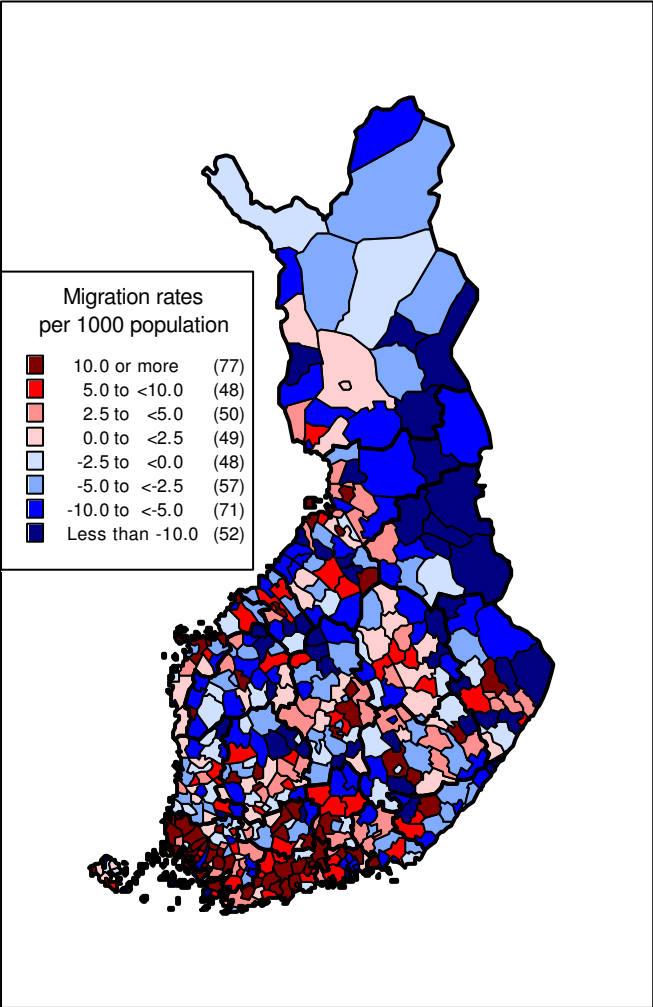 Migration rates
per 1000 population
10.0 or more (77)
5.0 to <10.0 (48)
2.5 to <5.0 (50)
0.0 to <2.5 (49)
-2.5 to <0.0 (48)
-5.0 to <-2.5 (57)
-10.0 to <-5.0 (71)
Less than -10.0 (52)